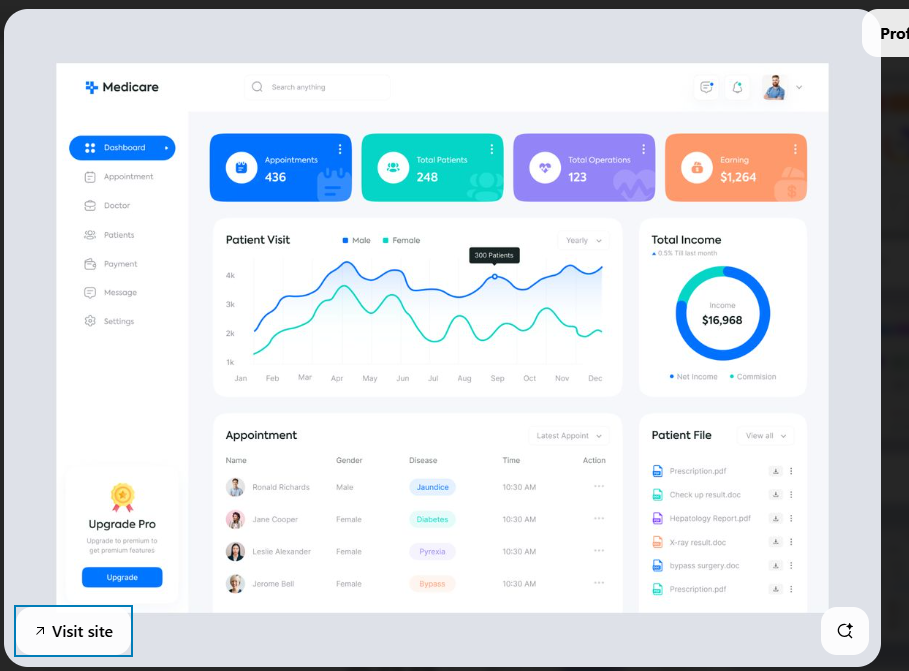 Prof
Medicare
Search anything
Dashboard
Appointment
Doctor
Patients
Payment
Message
Settings
Upgrade Pro
Upgrade to premium to
get premium features
Upgrade
Appointments
436
Total Patients
248
Total Operations
123
Earning
$1,264
Patient Visit
Male
Female
Yearly
300 Patients
4k
3k
2k
1k
Jan Feb Mar Apr May Jun Jul Aug Sep Oct Nov Dec
Total Income
0.5% Till last month
Income
$16,968
Net Income
Commision
Appointment
Latest Appoint
Name Gender Disease Time Action
Ronald Richards Male Jaundice 10:30 AM
Jane Cooper Female Diabetes 10:30 AM
Leslie Alexander Female Pyrexia 10:30 AM
Jerome Bell Female Bypass 10:30 AM
Patient File
View all
Prescription.pdf
Check up result.doc
Hepatology Report.pdf
X-ray result.doc
bypass surgery.doc
Prescription.pdf
Visit site